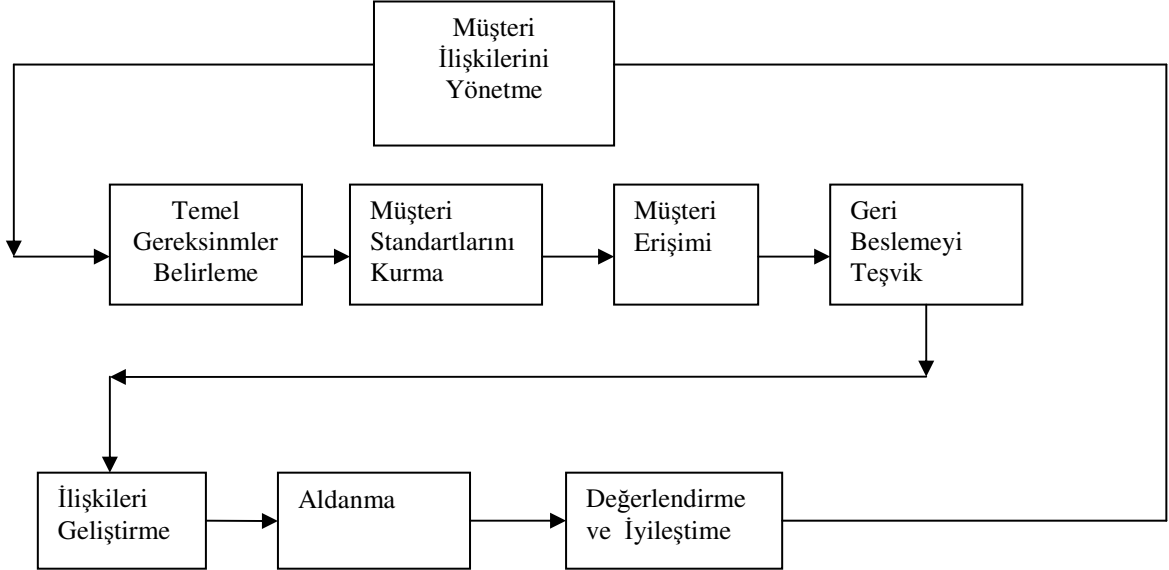 Müşteri
İlişkilerini
Yönetme
Temel
Gereksinmler
Belirleme
Müşteri
Standartlarını
Kurma
Müşteri
Erişimi
Geri
Beslemeyi
Teşvik
İlişkileri
Geliştirme
Aldanma
Değerlendirme
ve İyileştime